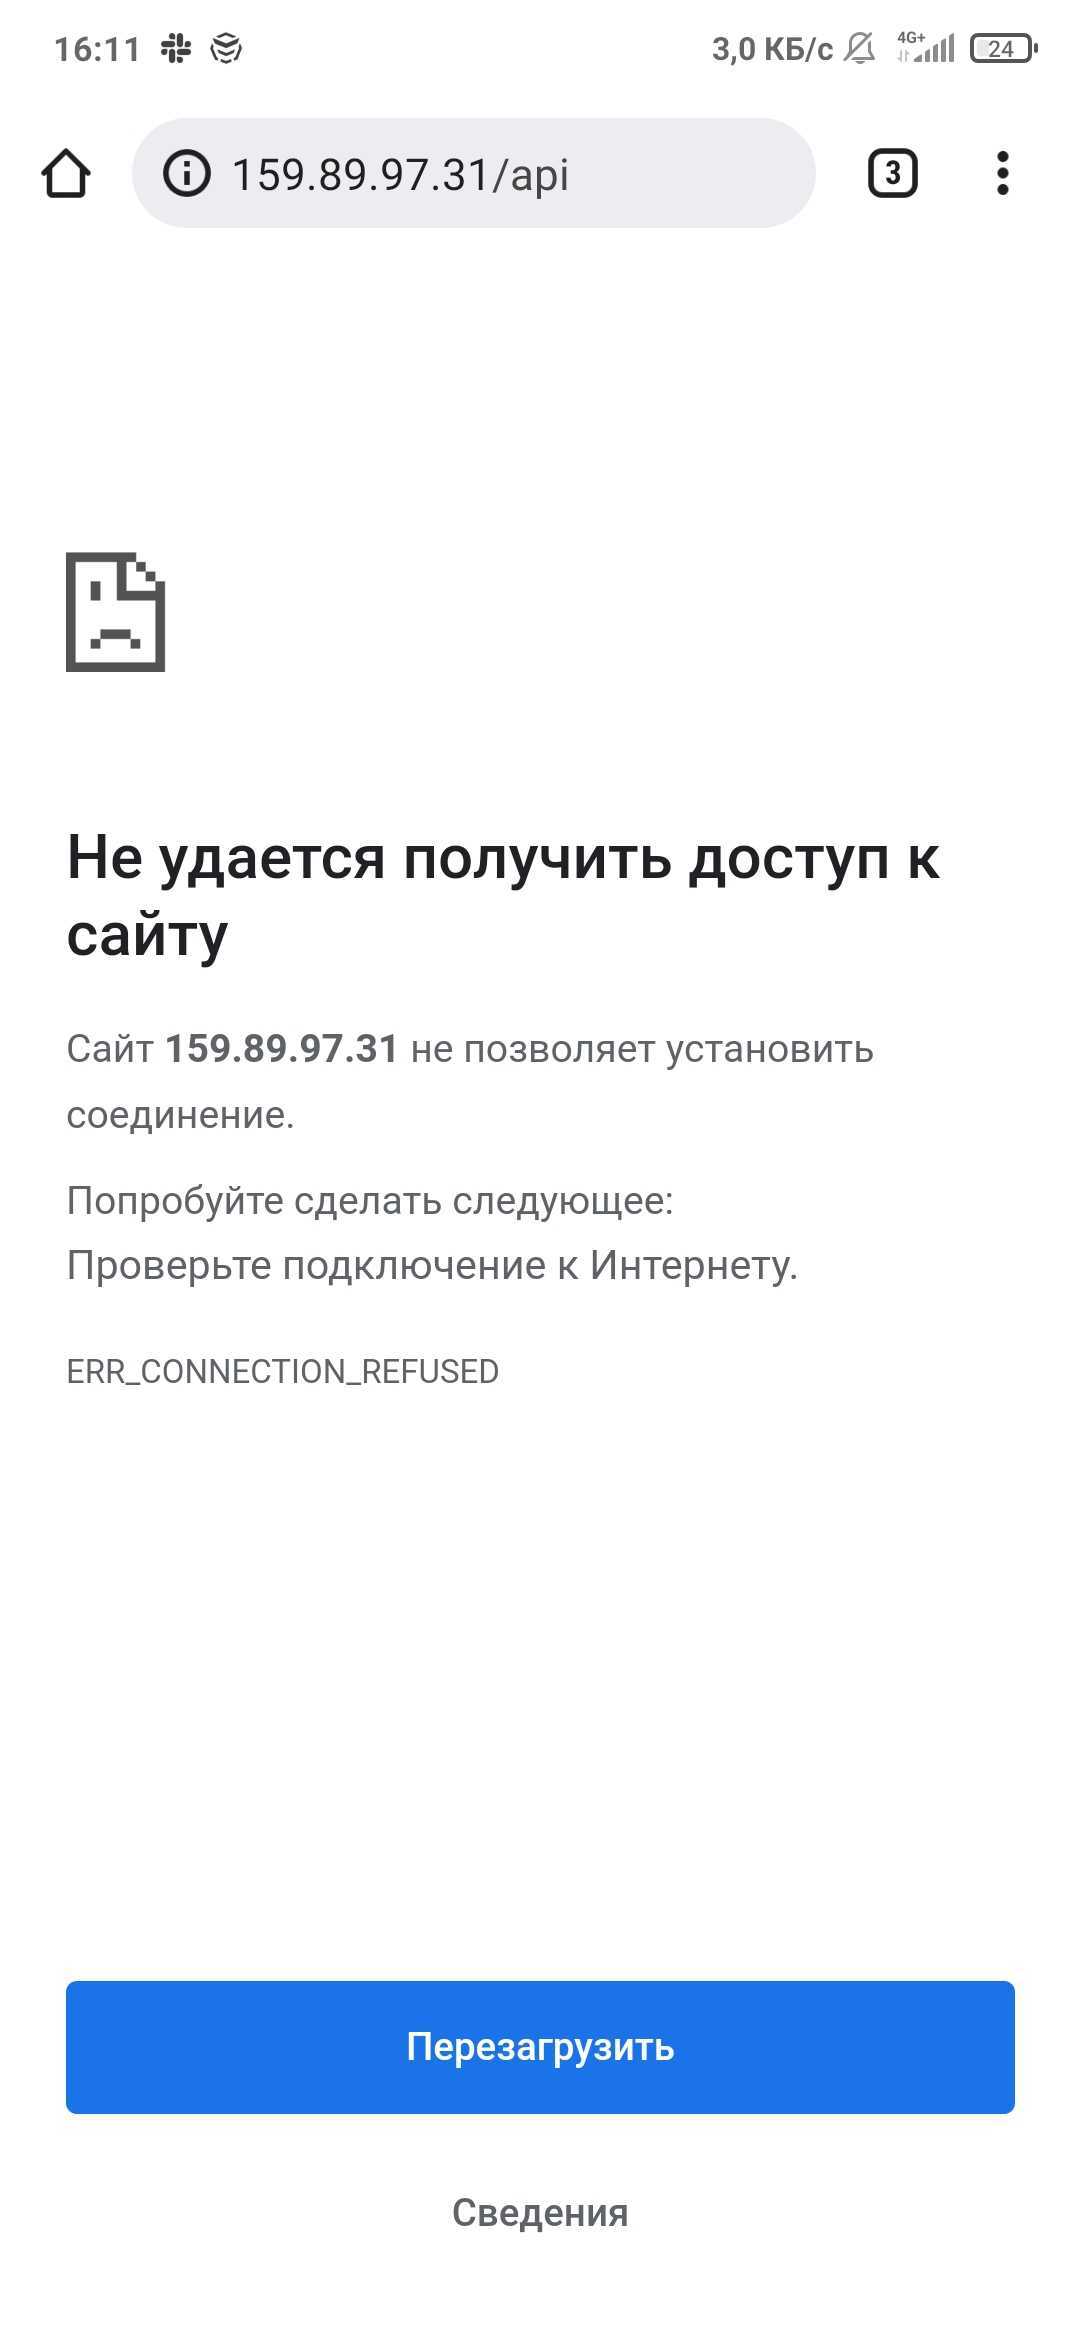 16:11 3,0 КБ/с 4G+ 24
159.89.97.31/api 3
Не удается получить доступ к
сайту
Сайт 159.89.97.31 не позволяет установить
соединение.
Попробуйте сделать следующее:
Проверьте подключение к Интернету.
ERR_CONNECTION_REFUSED
Перезагрузить
Сведения